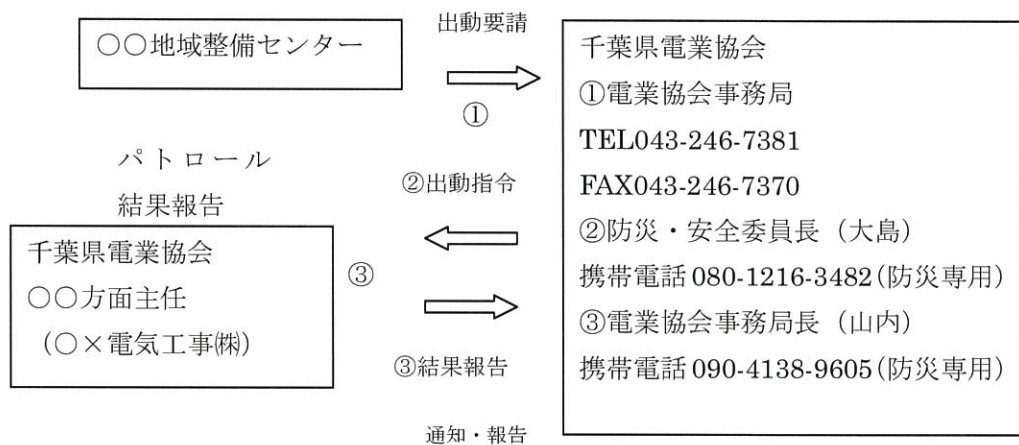 ○○地域整備センター
出動要請
①
パトロール
結果報告
②出動指令
千葉県電業協会
○○方面主任
(○×電気工事㈱)
③
③結果報告
通知・報告
千葉県電業協会
①電業協会事務局
TEL043-246-7381
FAX043-246-7370
②防災・安全委員長(大島)
携帯電話 080-1216-3482(防災専用)
③電業協会事務局長(山内)
携帯電話 090-4138-9605(防災専用)